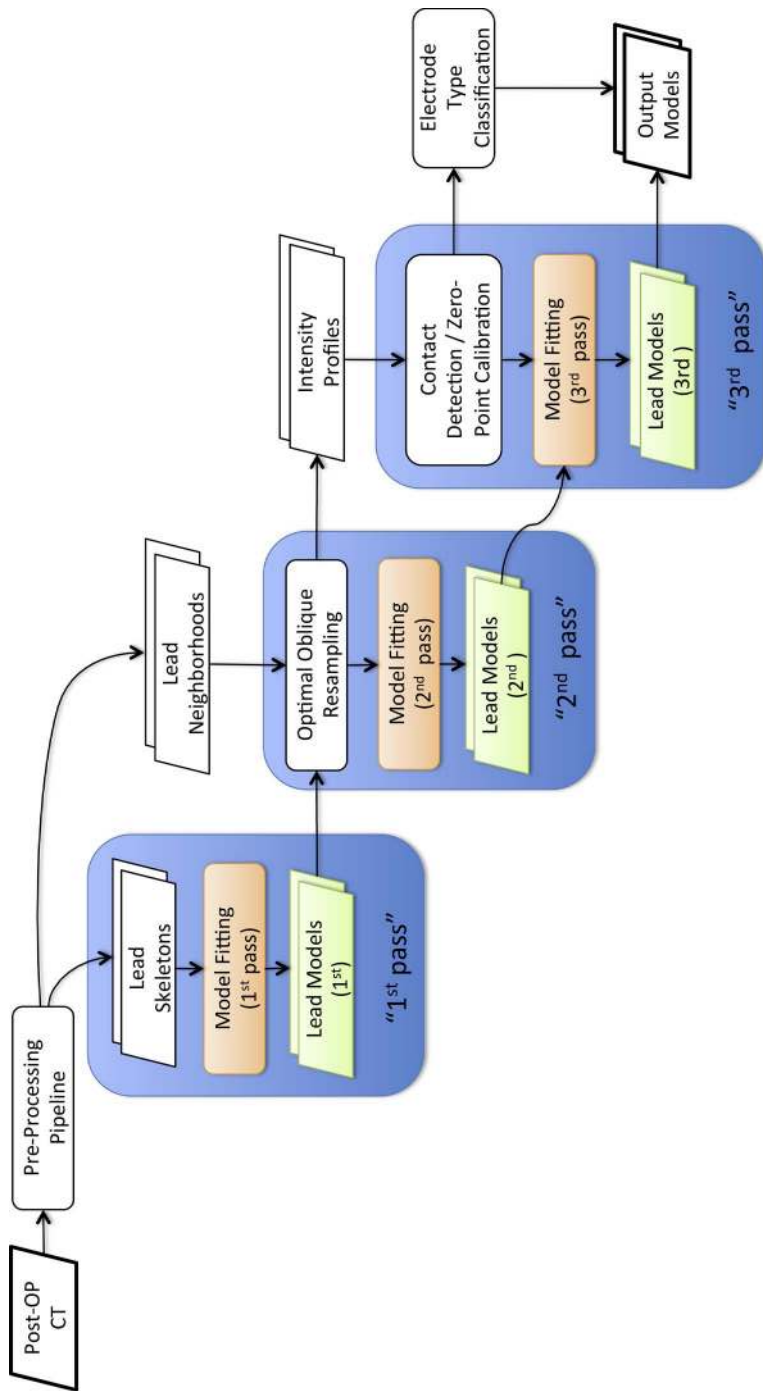 Post-OP
CT
Pre-Processing
Pipeline
Lead
Skeletons
Model Fitting
(1st pass)
Lead Models
(1st)
“1st pass”
Lead
Neighborhoods
Optimal Oblique
Resampling
Model Fitting
(2nd pass)
Lead Models
(2nd)
“2nd pass”
Intensity
Profiles
Contact
Detection / Zero-
Point Calibration
Model Fitting
(3rd pass)
Lead Models
(3rd )
“3rd pass”
Electrode
Type
Classification
Output
Models